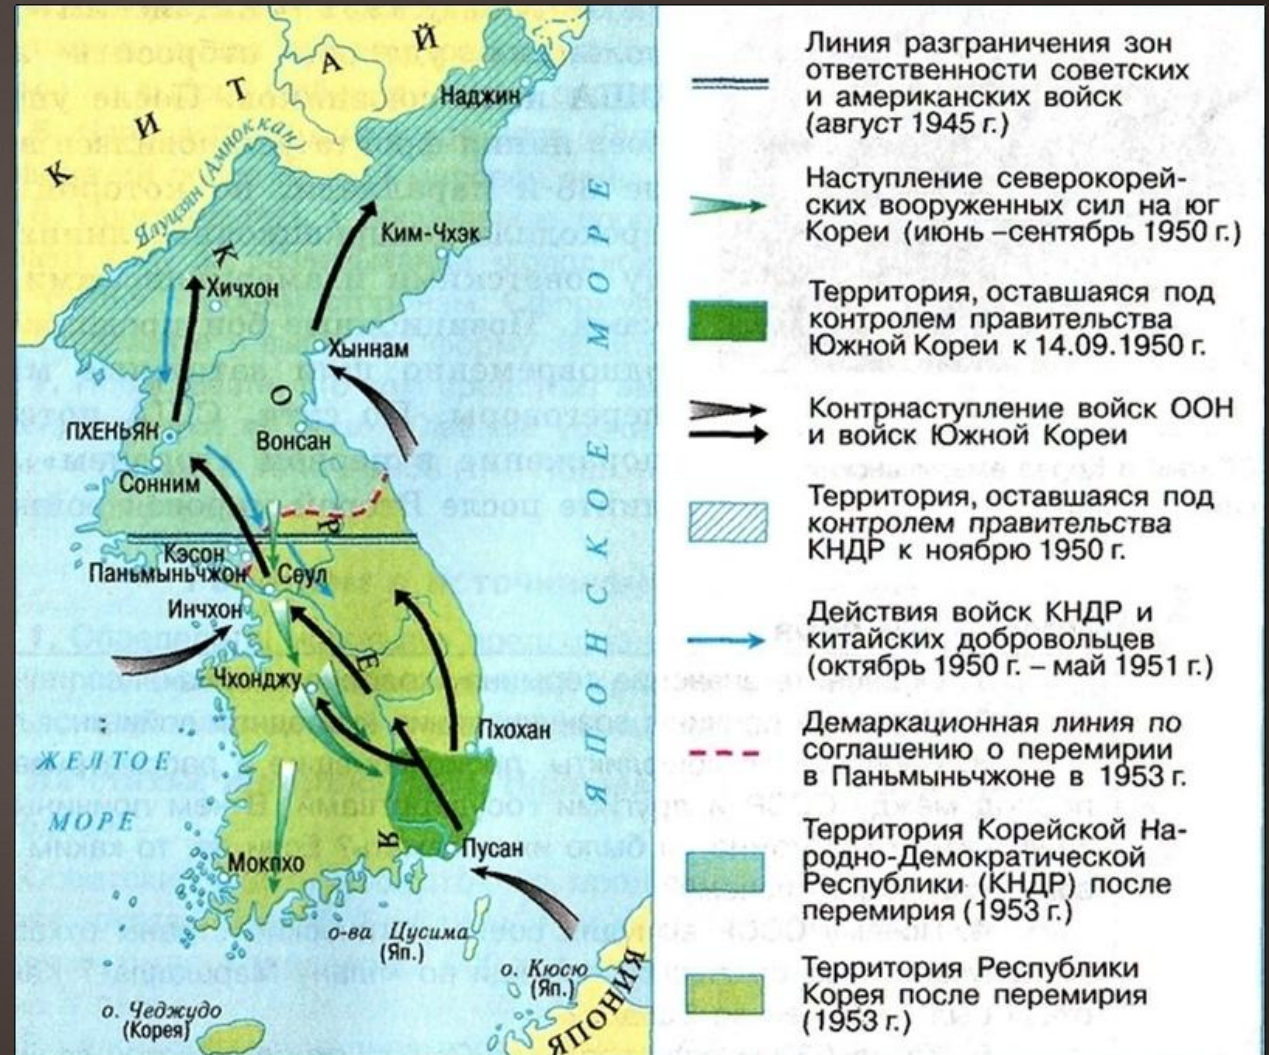 КИТАЙ
Наджин
Ялуцзян (Амноккан)
Ким-Чхэк
Хичхон
Хыннам
ПХЕНЬЯН
Вонсан
Сонним
КОРЕЯ
Кэсон
Паньмыньчжон
Сеул
Инчхон
Чхонджу
Пхохан
Пусан
Мокпхо
ЯПОНСКОЕ МОРЕ
ЖЕЛТОЕ
МОРЕ
о-ва Цусима
(Яп.)
о. Кюсю
(Яп.)
ЯПОНИЯ
о. Чеджудо
(Корея)
Линия разграничения зон
ответственности советских
и американских войск
(август 1945 г.)
Наступление северокорей-
ских вооруженных сил на юг
Кореи (июнь –сентябрь 1950 г.)
Территория, оставшаяся под
контролем правительства
Южной Кореи к 14.09.1950 г.
Контрнаступление войск ООН
и войск Южной Кореи
Территория, оставшаяся под
контролем правительства
КНДР к ноябрю 1950 г.
Действия войск КНДР и
китайских добровольцев
(октябрь 1950 г. – май 1951 г.)
Демаркационная линия по
соглашению о перемирии
в Паньмыньчжоне в 1953 г.
Территория Корейской На-
родно-Демократической
Республики (КНДР) после
перемирия (1953 г.)
Территория Республики
Корея после перемирия
(1953 г.)